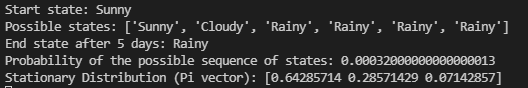 Start state: Sunny
Possible states: ['Sunny', 'Cloudy', 'Rainy', 'Rainy', 'Rainy', 'Rainy']
End state after 5 days: Rainy
Probability of the possible sequence of states: 0.00032000000000000013
Stationary Distribution (Pi vector): [0.64285714 0.28571429 0.07142857]